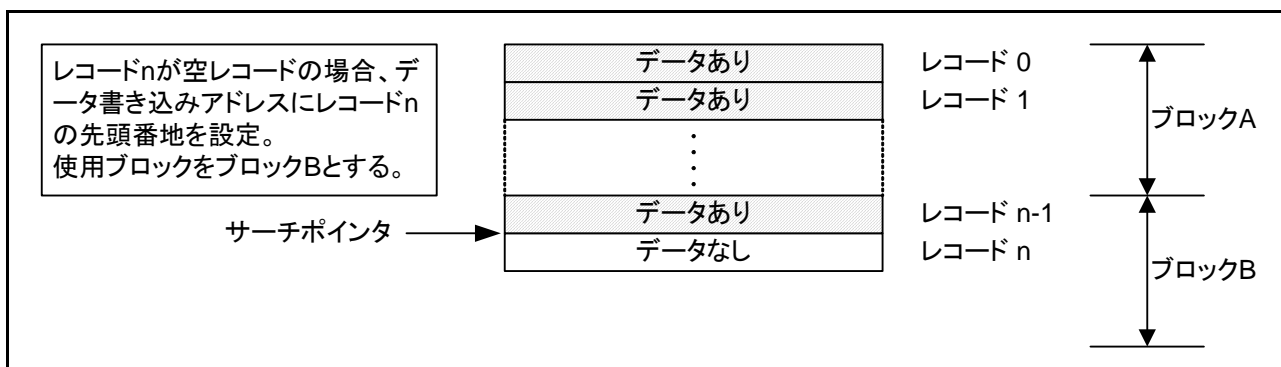 レコードnが空レコードの場合、デ
ータ書き込みアドレスにレコードn
の先頭番地を設定。
使用ブロックをブロックBとする。
データあり レコード 0
データあり レコード 1
ブロックA
データあり レコード n-1
サーチポインタ
データなし レコード n
ブロックB